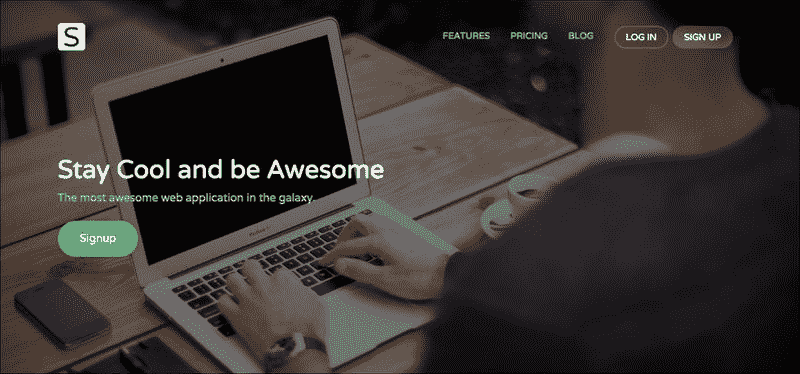 S
FEATURES PRICING BLOG LOG IN SIGN UP
Stay Cool and be Awesome
The most awesome web application in the galaxy.
Signup